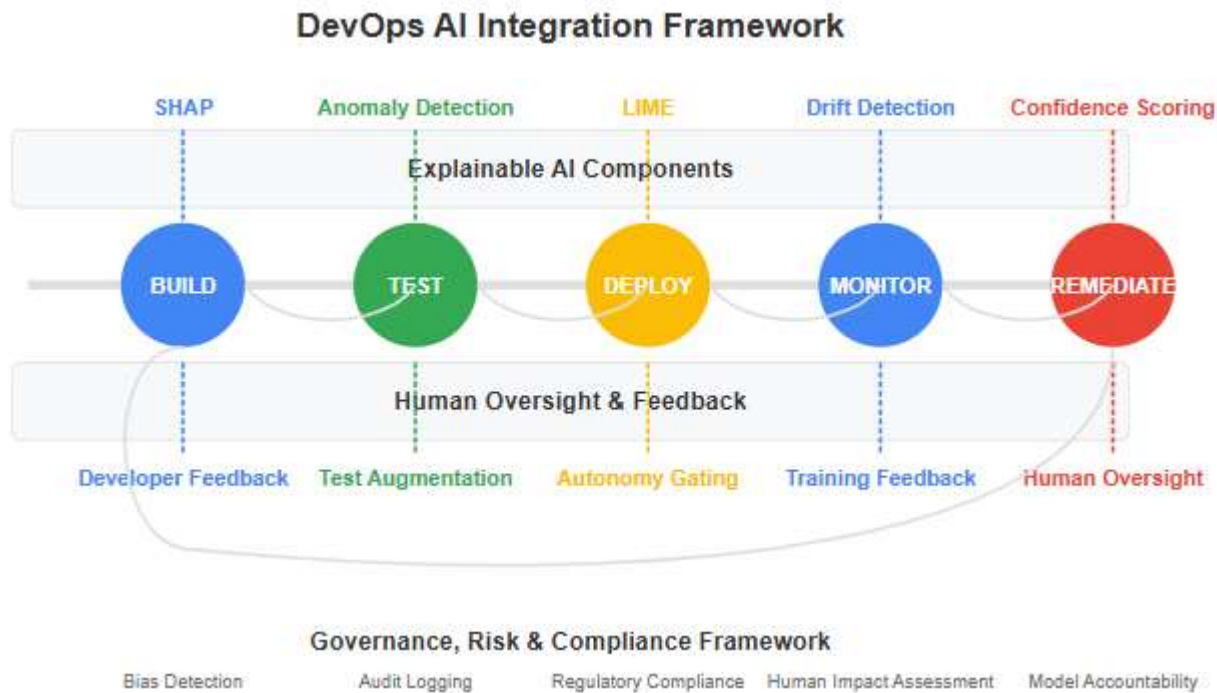 DevOps AI Integration Framework
SHAP Anomaly Detection LIME Drift Detection Confidence Scoring
Explainable AI Components
BUILD TEST DEPLOY MONITOR REMEDIATE
Human Oversight & Feedback
Developer Feedback Test Augmentation Autonomy Gating Training Feedback Human Oversight
Governance, Risk & Compliance Framework
Bias Detection Audit Logging Regulatory Compliance Human Impact Assessment Model Accountability